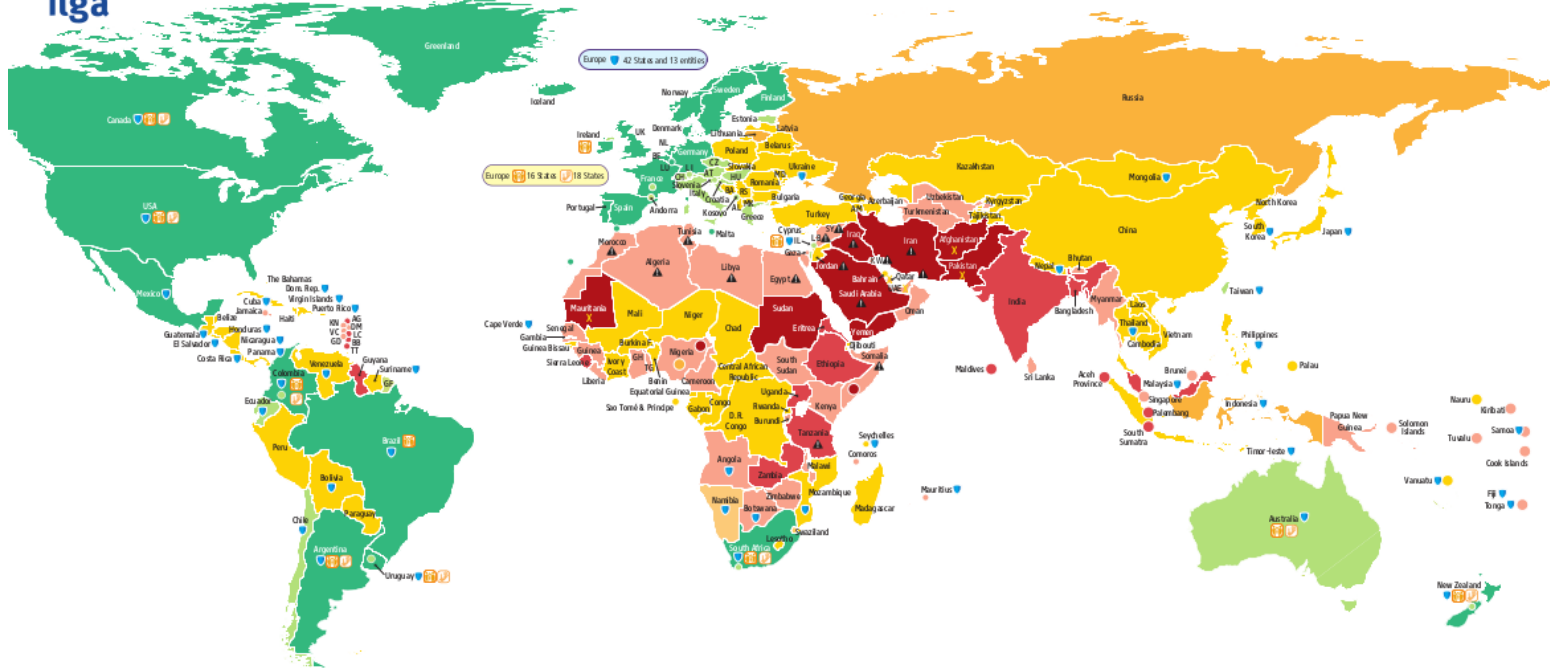 ilga
Greenland
Europe 42 States and 13 entities
Iceland
Norway
Sweden
Finland
Russia
Canada
Estonia
Ireland
UK
Denmark
Lithuania
Latvia
NL
Poland
Belarus
BE
Germany
LU
LI
CZ
Slovakia
Ukraine
Kazakhstan
Europe 16 States 18 States
France
CH
AT
HU
MD
Mongolia
Slovenia
Romania
Italy
BA
RS
USA
Croatia
Bulgaria
Georgia
Azerbaijan
Uzbekistan
Kyrgyzstan
North Korea
Portugal
Spain
Andorra
Kosovo
AL
MK
Greece
AM
Turkmenistan
Tajikistan
Turkey
China
South
Korea
Japan
Malta
Tunisia
Cyprus
SY
Iraq
Iran
Afghanistan
Morocco
IL
LB
Gaza
Jordan
KW
Pakistan
Nepal
Bhutan
Algeria
Libya
Egypt
Bahrain
Qatar
UAE
Saudi Arabia
Oman
India
Bangladesh
Myanmar
Laos
Taiwan
The Bahamas
Dom. Rep.
Virgin Islands
Puerto Rico
Mexico
Cuba
Jamaica
Haiti
Belize
Guatemala
Honduras
El Salvador
Nicaragua
Costa Rica
Panama
KN
AG
VC
DM
GD
LC
BB
TT
Mauritania
Mali
Niger
Chad
Sudan
Eritrea
Yemen
Djibouti
Thailand
Vietnam
Cambodia
Philippines
Cape Verde
Senegal
Gambia
Guinea Bissau
Guinea
Sierra Leone
Liberia
Ivory
Coast
Burkina F.
GH
TG
Benin
Nigeria
Cameroon
Equatorial Guinea
Sao Tomé & Principe
Central African
Republic
South
Sudan
Ethiopia
Somalia
Maldives
Sri Lanka
Aceh
Province
Brunei
Malaysia
Singapore
Palembang
South
Sumatra
Indonesia
Palau
Venezuela
Guyana
Suriname
GF
Colombia
Ecuador
Peru
Brazil
Bolivia
Paraguay
Chile
Argentina
Uruguay
Gabon
Congo
D.R.
Congo
Uganda
Rwanda
Burundi
Kenya
Tanzania
Seychelles
Comoros
Angola
Zambia
Malawi
Mozambique
Zimbabwe
Namibia
Botswana
Madagascar
Mauritius
Swaziland
Lesotho
South Africa
Timor-leste
Papua New
Guinea
Solomon
Islands
Nauru
Kiribati
Tuvalu
Samoa
Cook Islands
Vanuatu
Fiji
Tonga
Australia
New Zealand